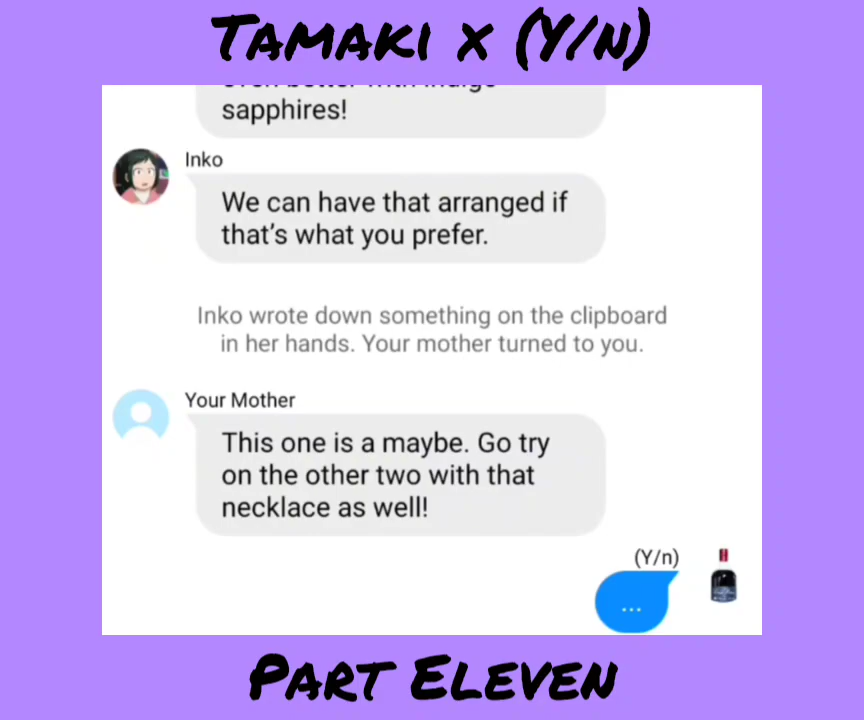 Tamaki x (Y/n)
sapphires!
Inko
We can have that arranged if
that's what you prefer.
Inko wrote down something on the clipboard
in her hands. Your mother turned to you.
Your Mother
This one is a maybe. Go try
on the other two with that
necklace as well!
(Y/n)
...
Part Eleven